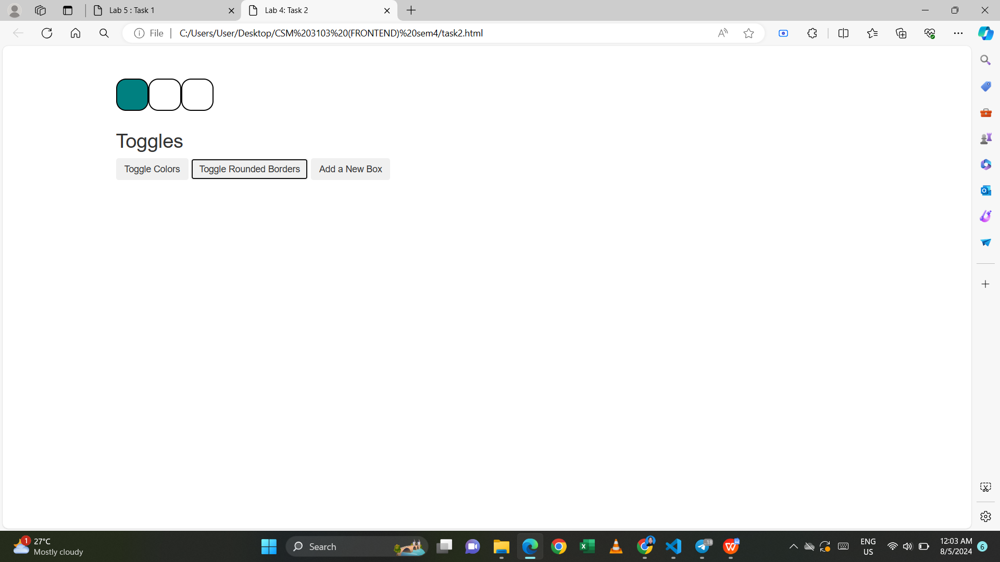 Lab 5 : Task 1
Lab 4: Task 2
File
C:/Users/User/Desktop/CSM%203103%20(FRONTEND)%20sem4/task2.html
Toggles
Toggle Colors
Toggle Rounded Borders
Add a New Box
1
27°C
Mostly cloudy
Search
..18
ENG
US
12:03 AM
8/5/2024
6